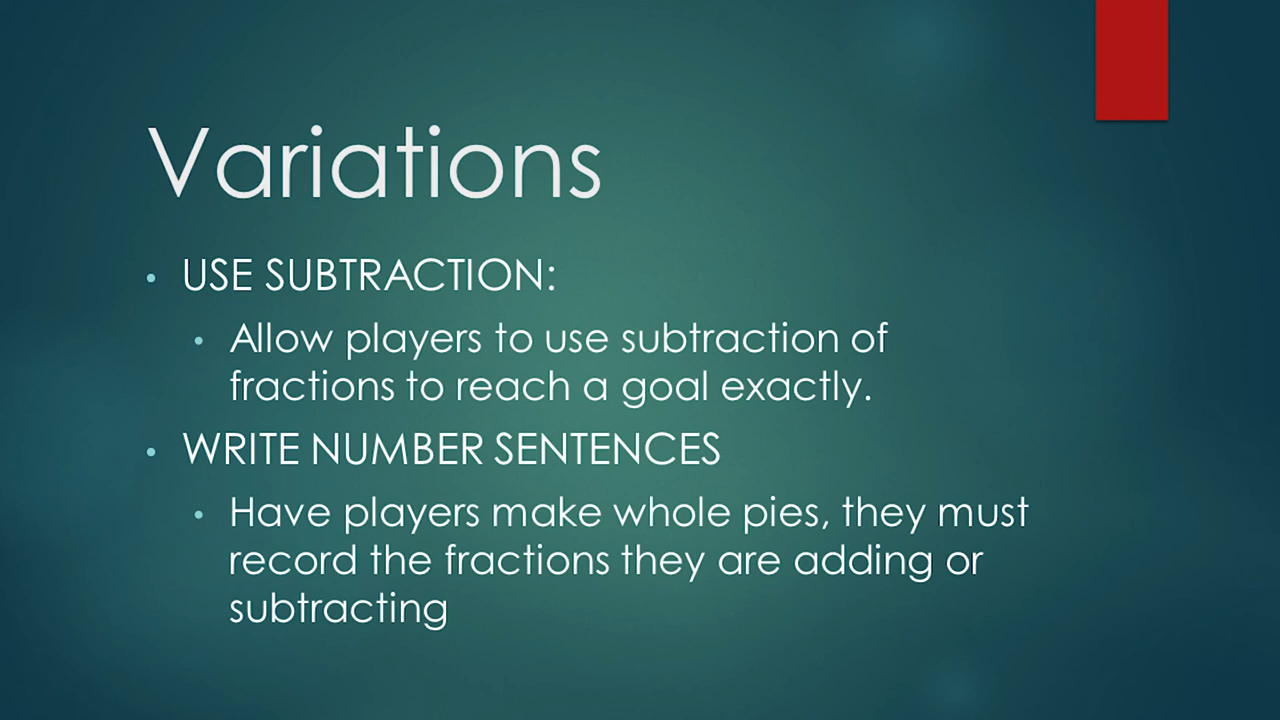 Variations
• USE SUBTRACTION:
• Allow players to use subtraction of
fractions to reach a goal exactly.
• WRITE NUMBER SENTENCES
• Have players make whole pies, they must
record the fractions they are adding or
subtracting